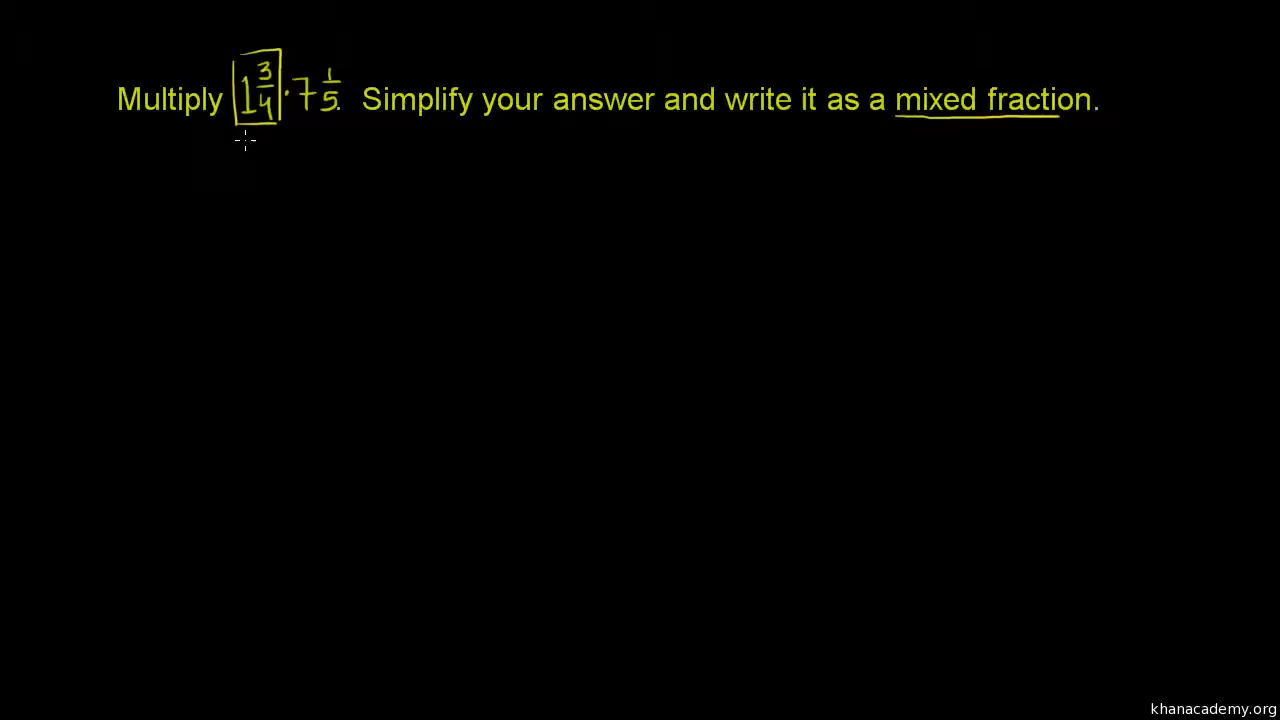 Multiply 1 3/4 · 7 1/5. Simplify your answer and write it as a mixed fraction.
khanacademy.org